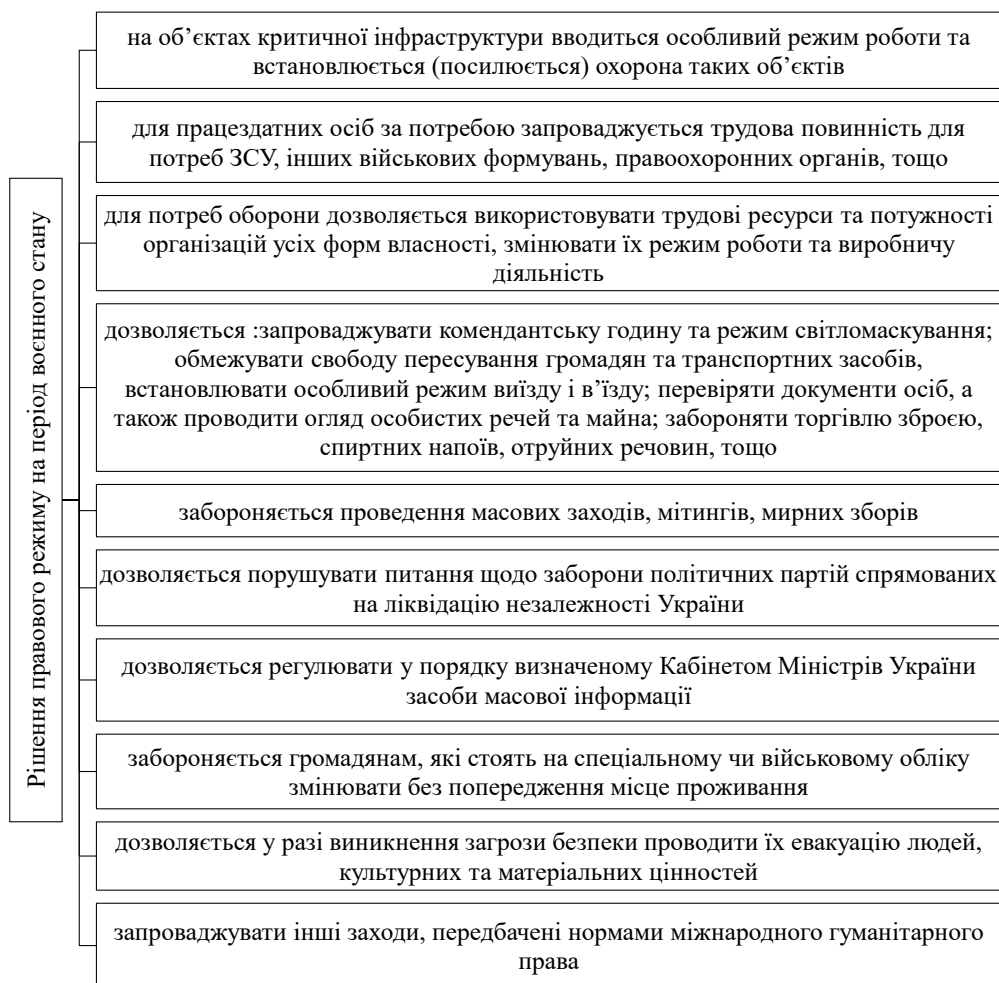 Рішення правового режиму на період воєнного стану
на об’єктах критичної інфраструктури вводиться особливий режим роботи та
встановлюється (посилюється) охорона таких об’єктів
для працездатних осіб за потребою запроваджується трудова повинність для
потреб ЗСУ, інших військових формувань, правоохоронних органів, тощо
для потреб оборони дозволяється використовувати трудові ресурси та потужності
організацій усіх форм власності, змінювати їх режим роботи та виробничу
діяльність
дозволяється :запроваджувати комендантську годину та режим світломаскування;
обмежувати свободу пересування громадян та транспортних засобів,
встановлювати особливий режим виїзду і в’їзду; перевіряти документи осіб, а
також проводити огляд особистих речей та майна; забороняти торгівлю зброєю,
спиртних напоїв, отруйних речовин, тощо
забороняється проведення масових заходів, мітингів, мирних зборів
дозволяється порушувати питання щодо заборони політичних партій спрямованих
на ліквідацію незалежності України
дозволяється регулювати у порядку визначеному Кабінетом Міністрів України
засоби масової інформації
забороняється громадянам, які стоять на спеціальному чи військовому обліку
змінювати без попередження місце проживання
дозволяється у разі виникнення загрози безпеки проводити їх евакуацію людей,
культурних та матеріальних цінностей
запроваджувати інші заходи, передбачені нормами міжнародного гуманітарного
права